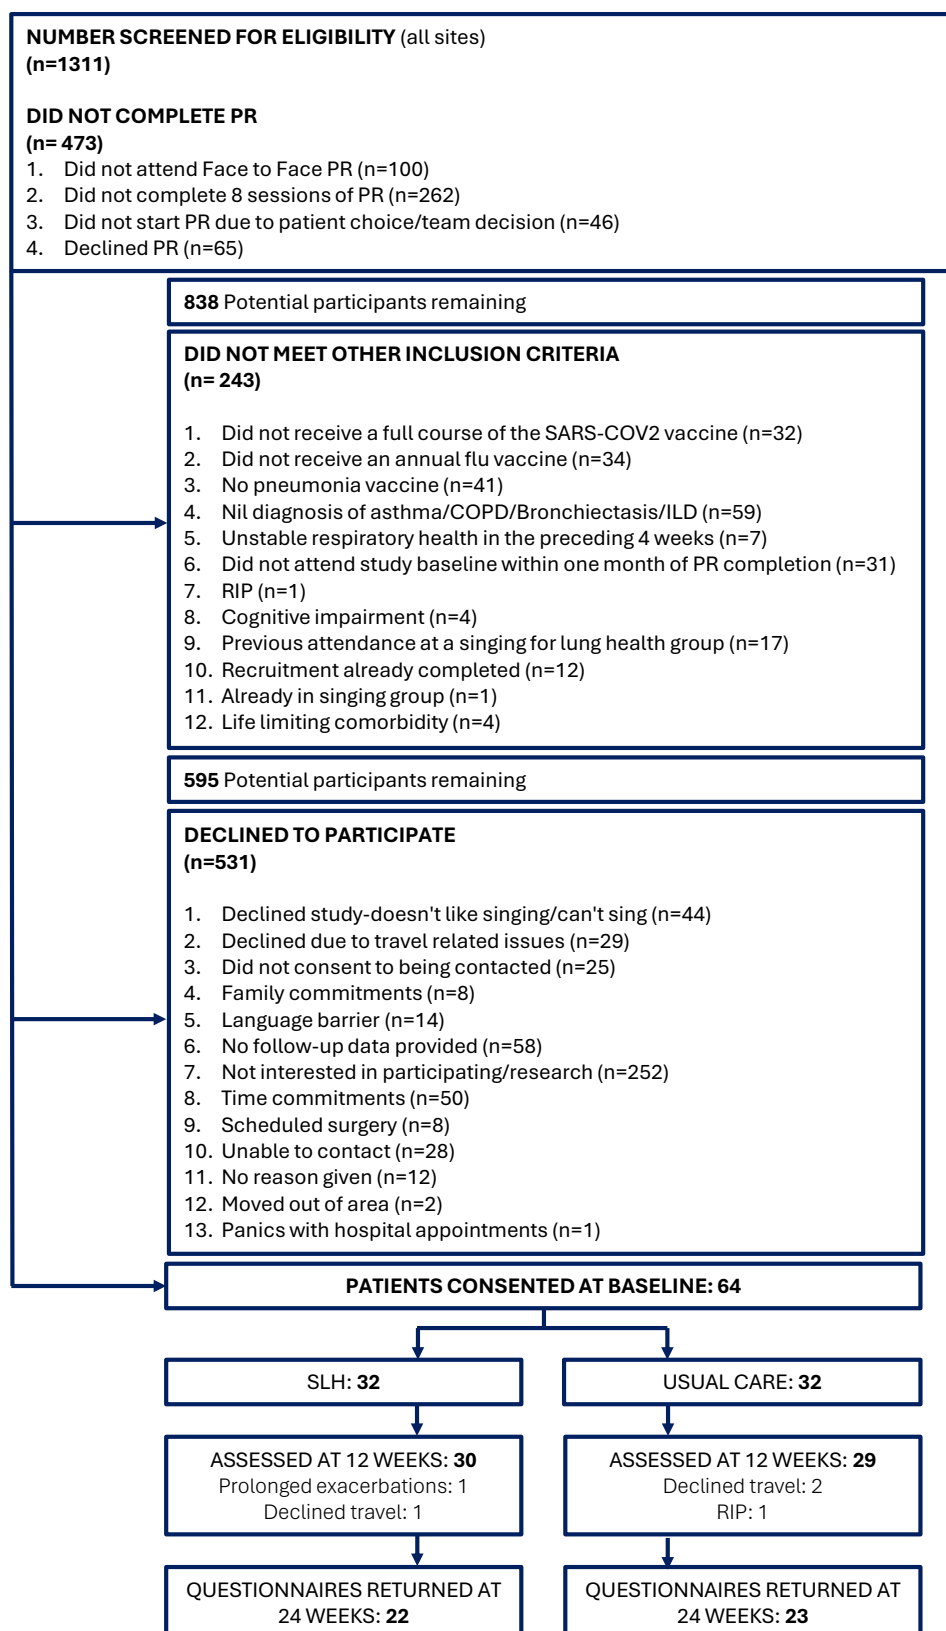 NUMBER SCREENED FOR ELIGIBILITY (all sites)
(n=1311)
DID NOT COMPLETE PR
(n= 473)
1. Did not attend Face to Face PR (n=100)
2. Did not complete 8 sessions of PR (n=262)
3. Did not start PR due to patient choice/team decision (n=46)
4. Declined PR (n=65)
838 Potential participants remaining
DID NOT MEET OTHER INCLUSION CRITERIA
(n= 243)
1. Did not receive a full course of the SARS-COV2 vaccine (n=32)
2. Did not receive an annual flu vaccine (n=34)
3. No pneumonia vaccine (n=41)
4. Nil diagnosis of asthma/COPD/Bronchiectasis/ILD (n=59)
5. Unstable respiratory health in the preceding 4 weeks (n=7)
6. Did not attend study baseline within one month of PR completion (n=31)
7. RIP (n=1)
8. Cognitive impairment (n=4)
9. Previous attendance at a singing for lung health group (n=17)
10. Recruitment already completed (n=12)
11. Already in singing group (n=1)
12. Life limiting comorbidity (n=4)
595 Potential participants remaining
DECLINED TO PARTICIPATE
(n=531)
1. Declined study-doesn't like singing/can't sing (n=44)
2. Declined due to travel related issues (n=29)
3. Did not consent to being contacted (n=25)
4. Family commitments (n=8)
5. Language barrier (n=14)
6. No follow-up data provided (n=58)
7. Not interested in participating/research (n=252)
8. Time commitments (n=50)
9. Scheduled surgery (n=8)
10. Unable to contact (n=28)
11. No reason given (n=12)
12. Moved out of area (n=2)
13. Panics with hospital appointments (n=1)
PATIENTS CONSENTED AT BASELINE: 64
SLH: 32
USUAL CARE: 32
ASSESSED AT 12 WEEKS: 30
Prolonged exacerbations: 1
Declined travel: 1
ASSESSED AT 12 WEEKS: 29
Declined travel: 2
RIP: 1
QUESTIONNAIRES RETURNED AT
24 WEEKS: 22
QUESTIONNAIRES RETURNED AT
24 WEEKS: 23